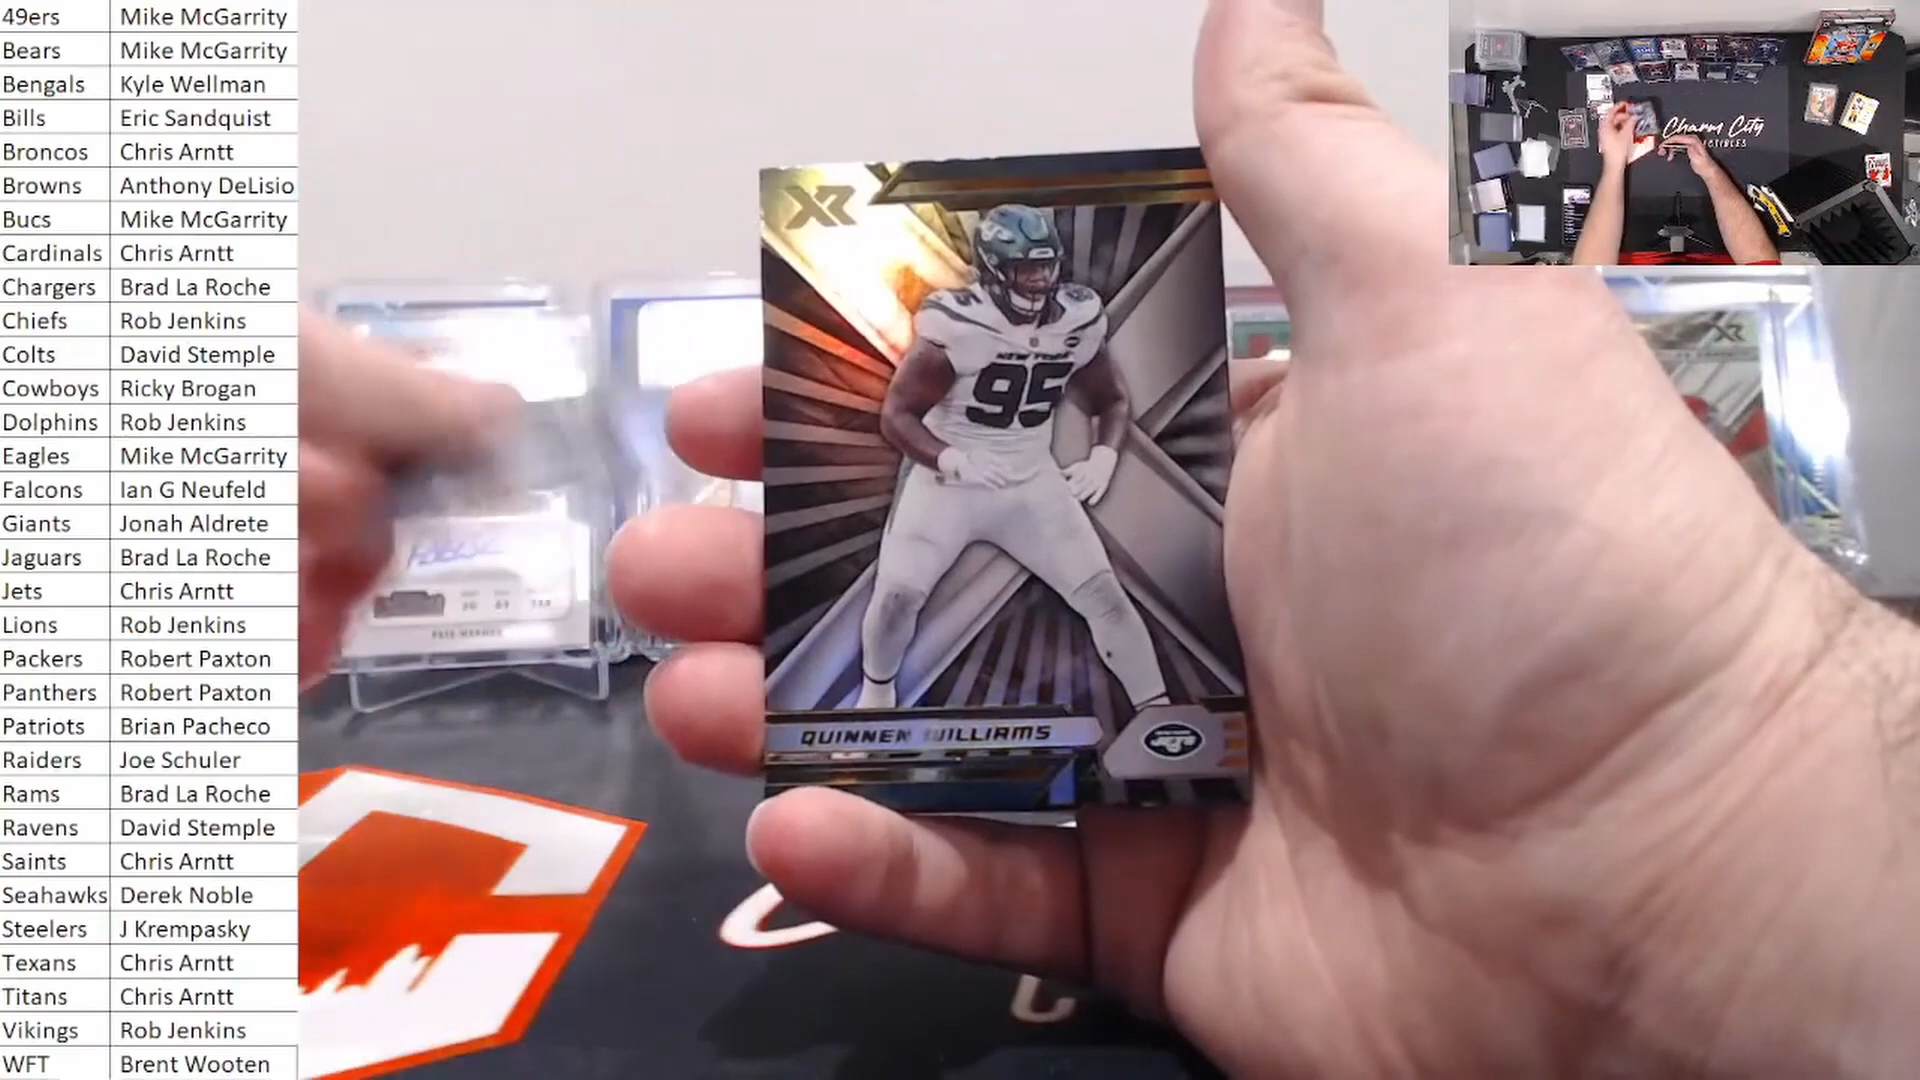 49ers Mike McGarrity
Bears Mike McGarrity
Bengals Kyle Wellman
Bills Eric Sandquist
Broncos Chris Arntt
Browns Anthony DeLisio
Bucs Mike McGarrity
Cardinals Chris Arntt
Chargers Brad La Roche
Chiefs Rob Jenkins
Colts David Stemple
Cowboys Ricky Brogan
Dolphins Rob Jenkins
Eagles Mike McGarrity
Falcons Ian G Neufeld
Giants Jonah Aldrete
Jaguars Brad La Roche
Jets Chris Arntt
Lions Rob Jenkins
Packers Robert Paxton
Panthers Robert Paxton
Patriots Brian Pacheco
Raiders Joe Schuler
Rams Brad La Roche
Ravens David Stemple
Saints Chris Arntt
Seahawks Derek Noble
Steelers J Krempasky
Texans Chris Arntt
Titans Chris Arntt
Vikings Rob Jenkins
WFT Brent Wooten
XR
NEW YORK
95
QUINNEN WILLIAMS
XR
Charm City